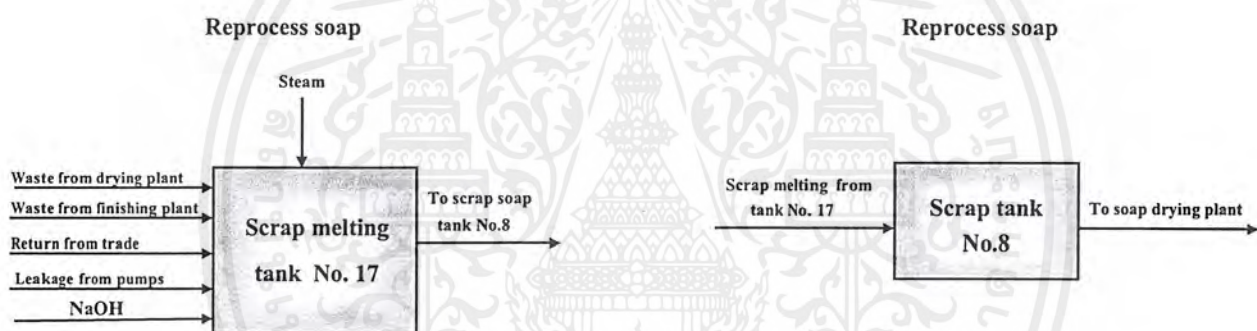 Reprocess soap
Steam
Waste from drying plant
Waste from finishing plant
Return from trade
Leakage from pumps
NaOH
Scrap melting
tank No. 17
To scrap soap
tank No.8
Reprocess soap
Scrap melting from
tank No. 17
Scrap tank
No.8
To soap drying plant